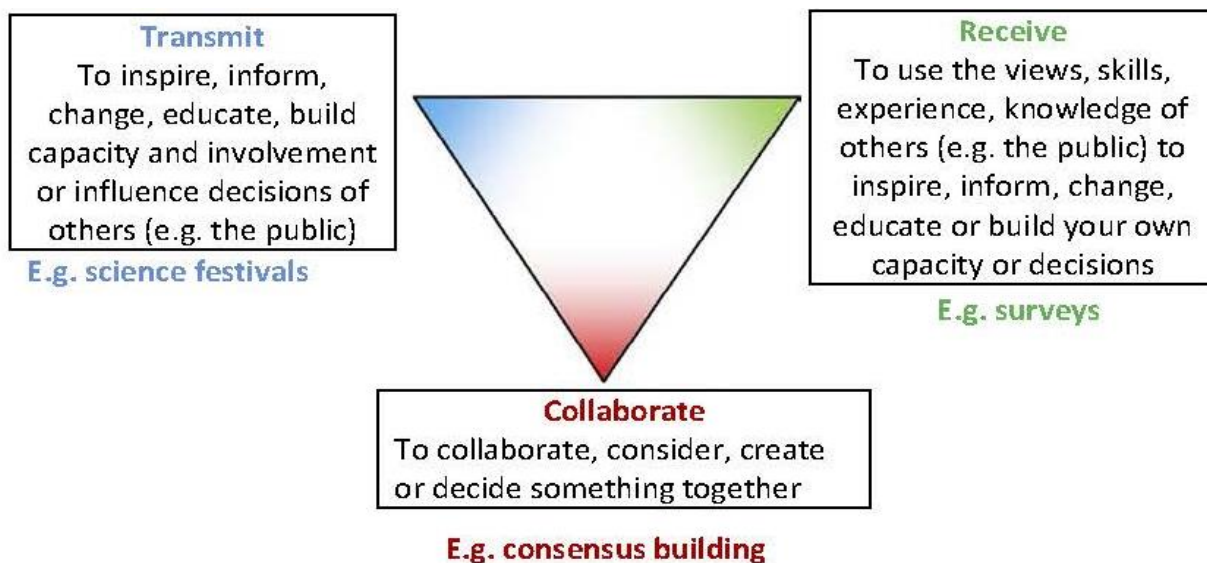 Transmit
To inspire, inform,
change, educate, build
capacity and involvement
or influence decisions of
others (e.g. the public)
E.g. science festivals
Receive
To use the views, skills,
experience, knowledge of
others (e.g. the public) to
inspire, inform, change,
educate or build your own
capacity or decisions
E.g. surveys
Collaborate
To collaborate, consider, create
or decide something together
E.g. consensus building